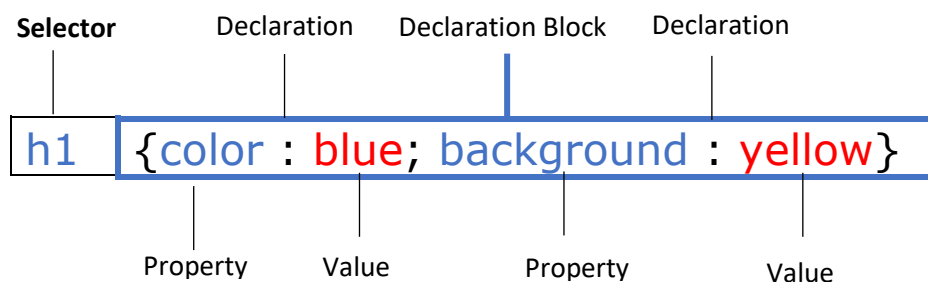 Selector Declaration Declaration Block Declaration
h1 {color : blue; background : yellow}
Property Value Property Value